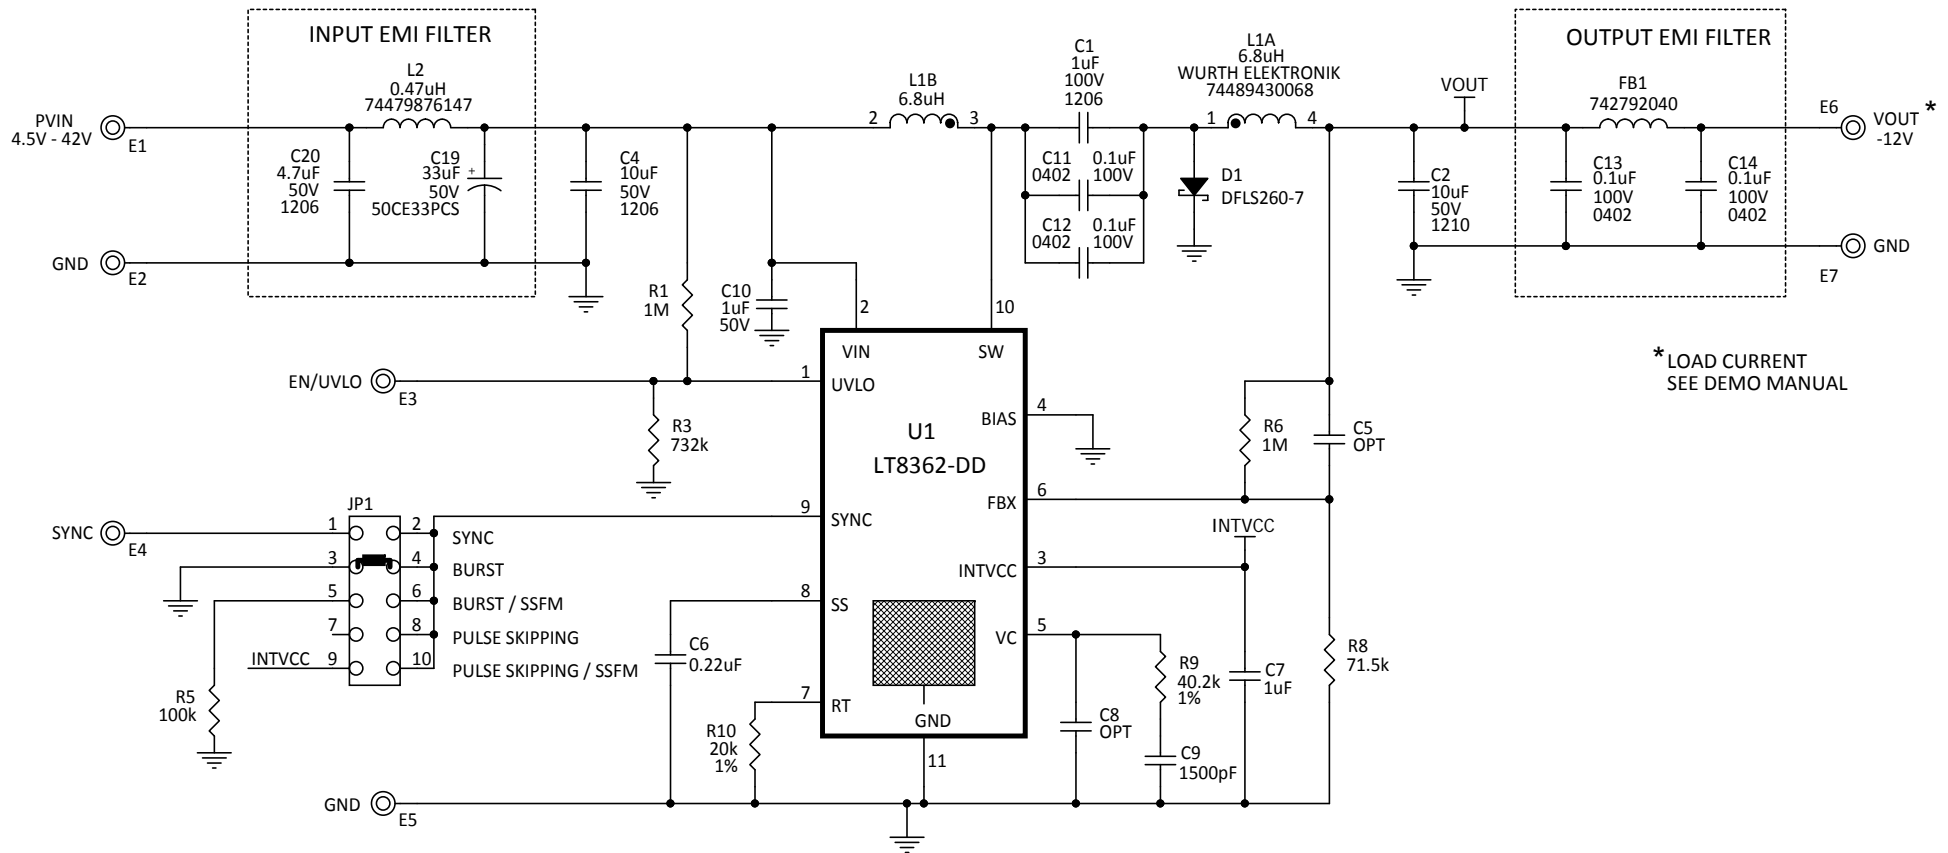 INPUT EMI FILTER
L2
0.47uH
74479876147
PVIN
4.5V - 42V
E1
C20
4.7uF
50V
1206
C19
33uF
50V
50CE33PCS
+
C4
10uF
50V
1206
GND
E2
L1B
6.8uH
2
3
C1
1uF
100V
1206
C11
0402
0.1uF
100V
C12
0402
0.1uF
100V
L1A
6.8uH
WURTH ELEKTRONIK
74489430068
1
4
D1
DFLS260-7
VOUT
C2
10uF
50V
1210
OUTPUT EMI FILTER
FB1
742792040
C13
0.1uF
100V
0402
C14
0.1uF
100V
0402
E6
VOUT *
-12V
GND
E7
* LOAD CURRENT
SEE DEMO MANUAL
R1
1M
C10
1uF
50V
2
10
VIN
SW
EN/UVLO
E3
1
UVLO
R3
732k
U1
LT8362-DD
4
BIAS
R6
1M
C5
OPT
6
FBX
INTVCC
3
INTVCC
JP1
SYNC
E4
1
2
SYNC
3
4
BURST
5
6
BURST / SSFM
7
8
PULSE SKIPPING
INTVCC
9
10
PULSE SKIPPING / SSFM
R5
100k
9
SYNC
8
SS
C6
0.22uF
7
RT
R10
20k
1%
GND
11
VC
5
R9
40.2k
1%
C7
1uF
R8
71.5k
C8
OPT
C9
1500pF
GND
E5